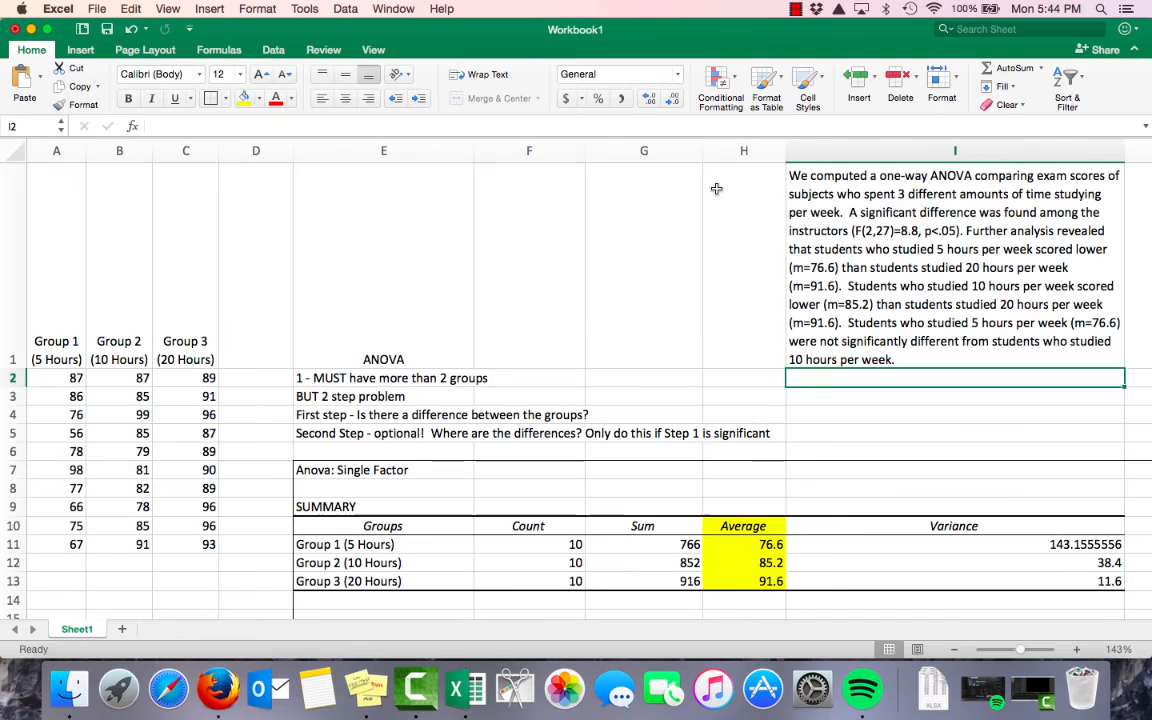 Excel File Edit View Insert Format Tools Data Window Help 100% Mon 5:44 PM
Workbook1
Search Sheet
Home Insert Page Layout Formulas Data Review View
Share
Paste
Cut
Copy
Format
Calibri (Body) 12
B I U
Wrap Text
Merge & Center
General
$ % )
Conditional Formatting
Format as Table
Cell Styles
Insert
Delete
Format
AutoSum
Fill
Clear
Sort & Filter
I2
fx
A B C D E F G H I
We computed a one-way ANOVA comparing exam scores of
subjects who spent 3 different amounts of time studying
per week. A significant difference was found among the
instructors (F(2,27)=8.8, p<.05). Further analysis revealed
that students who studied 5 hours per week scored lower
(m=76.6) than students studied 20 hours per week
(m=91.6). Students who studied 10 hours per week scored
lower (m=85.2) than students studied 20 hours per week
(m=91.6). Students who studied 5 hours per week (m=76.6)
were not significantly different from students who studied
10 hours per week.
Group 1 Group 2 Group 3
1 (5 Hours) (10 Hours) (20 Hours) ANOVA
2 87 87 89 1 - MUST have more than 2 groups
3 86 85 91 BUT 2 step problem
4 76 99 96 First step - Is there a difference between the groups?
5 56 85 87 Second Step - optional! Where are the differences? Only do this if Step 1 is significant
6 78 79 89
7 98 81 90 Anova: Single Factor
8 77 82 89
9 66 78 96 SUMMARY
10 75 85 96 Groups Count Sum Average Variance
11 67 91 93 Group 1 (5 Hours) 10 766 76.6 143.1555556
12 Group 2 (10 Hours) 10 852 85.2 38.4
13 Group 3 (20 Hours) 10 916 91.6 11.6
14
15
Sheet1 +
Ready
143%